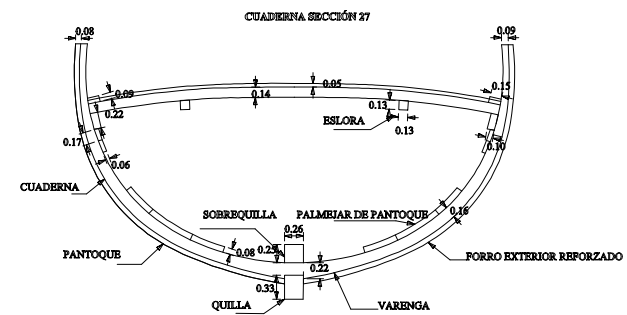 CUADERNA SECCIÓN 27
0.08
0.09
0.09
0.05
0.14
0.15
0.22
0.13
0.13
ESLORA
0.17
0.10
0.06
CUADERNA
SOBREQUILLA
PALMEJAR DE PANTOQUE
0.16
0.26
PANTOQUE
0.08
0.25
0.22
FORRO EXTERIOR REFORZADO
0.33
QUILLA
VARENGA